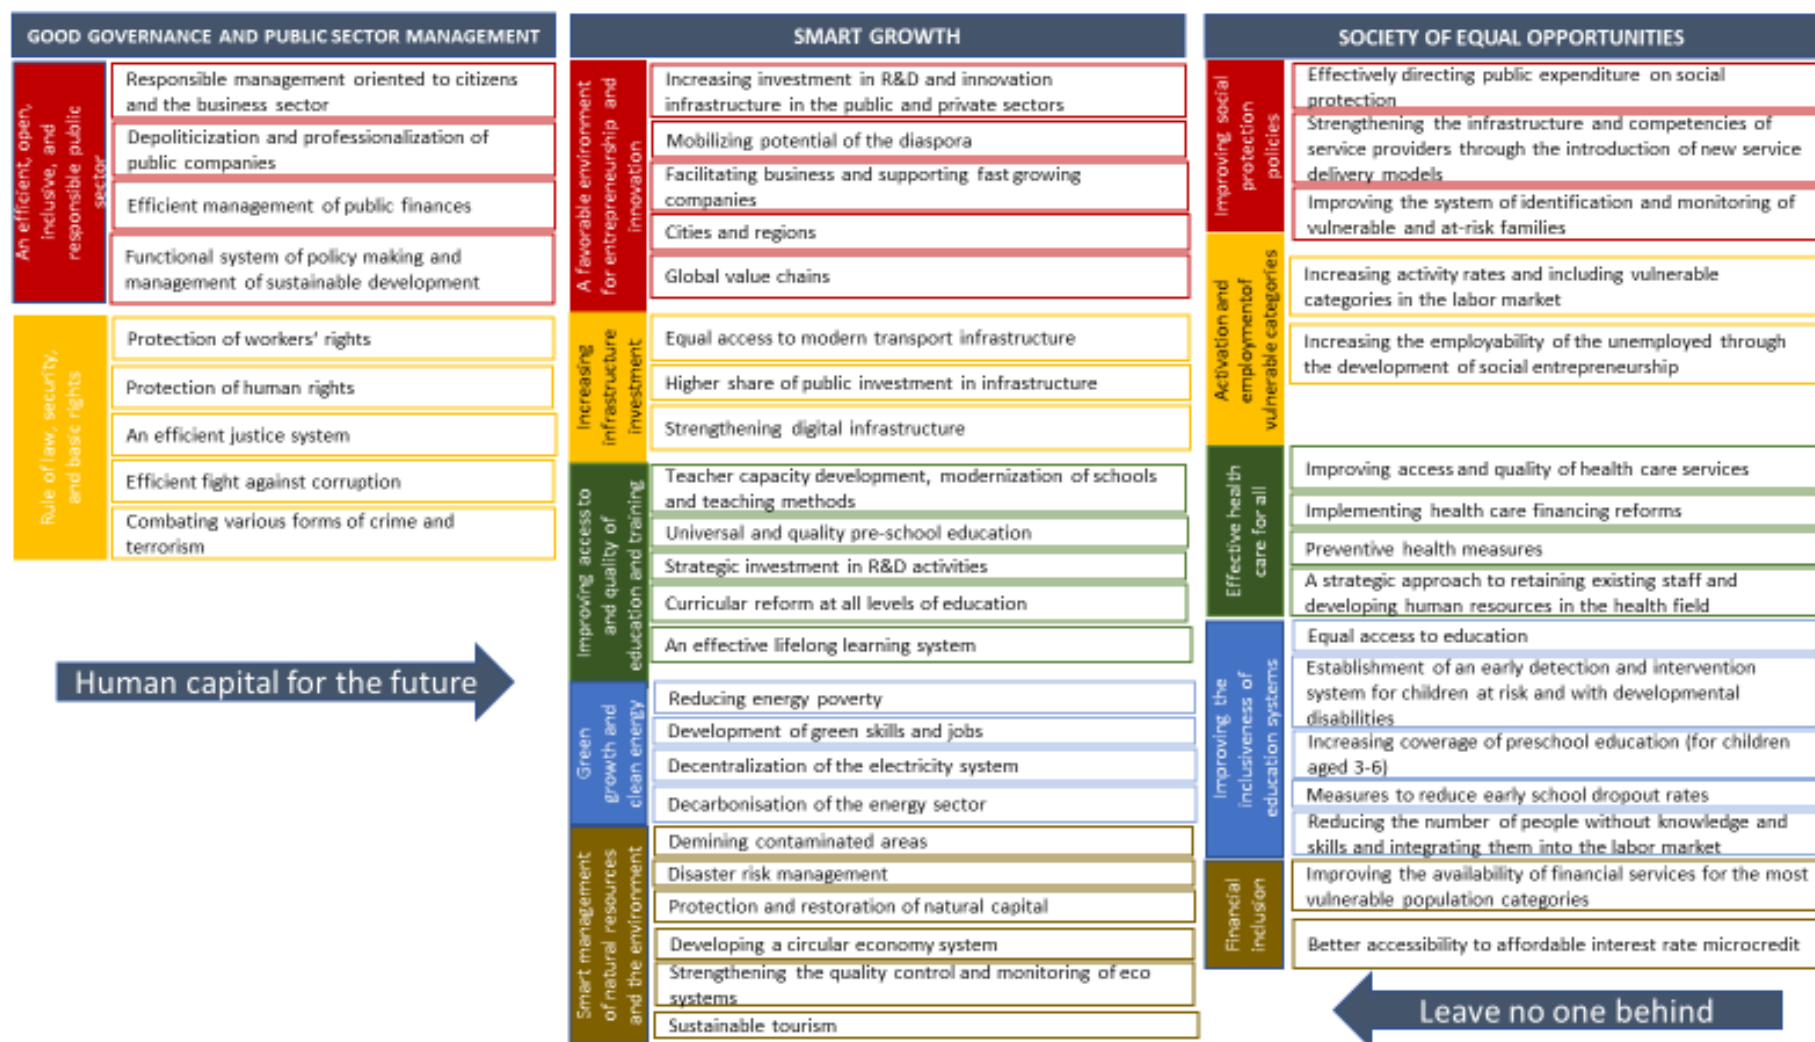 GOOD GOVERNANCE AND PUBLIC SECTOR MANAGEMENT
An efficient, open,
inclusive, and
responsible public
sector
Responsible management oriented to citizens
and the business sector
Depoliticization and professionalization of
public companies
Efficient management of public finances
Functional system of policy making and
management of sustainable development
Rule of law, security,
and basic rights
Protection of workers' rights
Protection of human rights
An efficient justice system
Efficient fight against corruption
Combating various forms of crime and
terrorism
Human capital for the future
SMART GROWTH
A favorable environment
for entrepreneurship and
innovation
Increasing investment in R&D and innovation
infrastructure in the public and private sectors
Mobilizing potential of the diaspora
Facilitating business and supporting fast growing
companies
Cities and regions
Global value chains
Increasing
infrastructure
investment
Equal access to modern transport infrastructure
Higher share of public investment in infrastructure
Strengthening digital infrastructure
Improving access to
and quality of
education and training
Teacher capacity development, modernization of schools
and teaching methods
Universal and quality pre-school education
Strategic investment in R&D activities
Curricular reform at all levels of education
An effective lifelong learning system
Green
growth and
clean energy
Reducing energy poverty
Development of green skills and jobs
Decentralization of the electricity system
Decarbonisation of the energy sector
Smart management
of natural resources
and the environment
Demining contaminated areas
Disaster risk management
Protection and restoration of natural capital
Developing a circular economy system
Strengthening the quality control and monitoring of eco
systems
Sustainable tourism
SOCIETY OF EQUAL OPPORTUNITIES
Improving social
protection
policies
Effectively directing public expenditure on social
protection
Strengthening the infrastructure and competencies of
service providers through the introduction of new service
delivery models
Improving the system of identification and monitoring of
vulnerable and at-risk families
Activation and
employmentof
vulnerable categories
Increasing activity rates and including vulnerable
categories in the labor market
Increasing the employability of the unemployed through
the development of social entrepreneurship
Effective health
care for all
Improving access and quality of health care services
Implementing health care financing reforms
Preventive health measures
A strategic approach to retaining existing staff and
developing human resources in the health field
Improving the
inclusiveness of
education systems
Equal access to education
Establishment of an early detection and intervention
system for children at risk and with developmental
disabilities
Increasing coverage of preschool education (for children
aged 3-6)
Measures to reduce early school dropout rates
Reducing the number of people without knowledge and
skills and integrating them into the labor market
Financial
inclusion
Improving the availability of financial services for the most
vulnerable population categories
Better accessibility to affordable interest rate microcredit
Leave no one behind